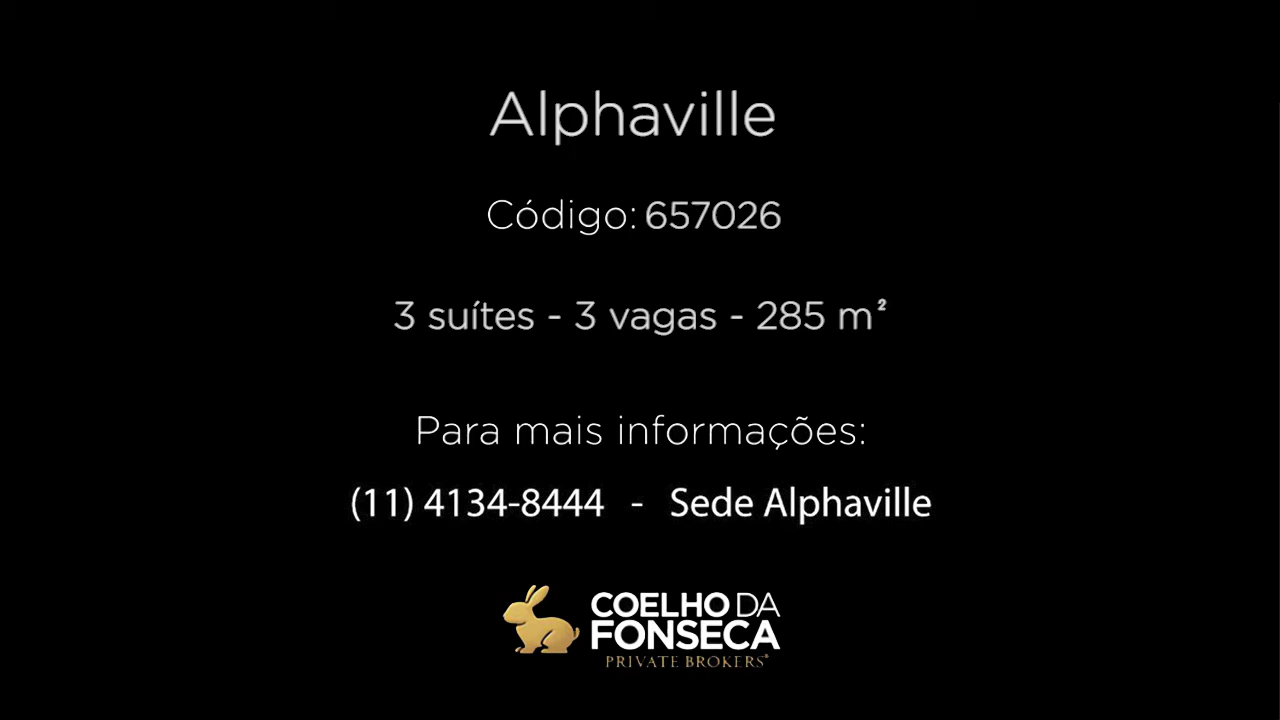 Alphaville
Código: 657026
3 suítes - 3 vagas - 285 m²
Para mais informações:
(11) 4134-8444 - Sede Alphaville
COELHO DA
FONSECA
PRIVATE BROKERS®